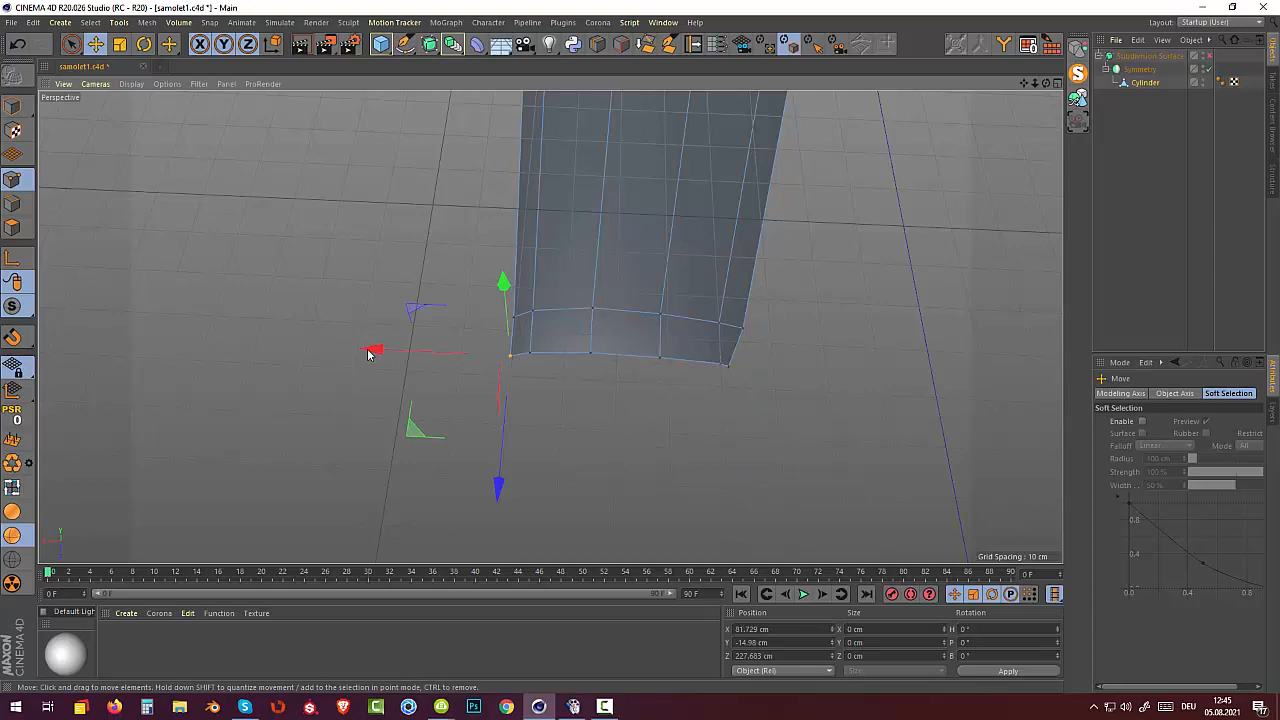 CINEMA 4D R20.026 Studio (RC - R20) - [samolet1.c4d *] - Main
File Edit Create Select Tools Mesh Volume Snap Animate Simulate Render Sculpt Motion Tracker MoGraph Character Pipeline Plugins Corona Script Window Help
Layout: Startup (User)
X Y Z
File Edit View Object
samolet1.c4d *
View Cameras Display Options Filter Panel ProRender
Perspective
Subdivision Surface
Symmetry
Cylinder
Objects
Takes
Content Browser
Structure
Mode Edit
Move
Modeling Axis Object Axis Soft Selection
Soft Selection
Enable Preview
Surface Rubber Restrict
Falloff Linear Mode All
Radius 100 cm
Strength 100 %
Width 50 %
0.8
0.4
0.0 0.4 0.8
Attributes
Layers
PSR
0
Y
Grid Spacing : 10 cm
0 2 4 6 8 10 12 14 16 18 20 22 24 26 28 30 32 34 36 38 40 42 44 46 48 50 52 54 56 58 60 62 64 66 68 70 72 74 76 78 80 82 84 86 88 90
0 F
0 F 0 F 90 F 90 F
Default Ligh
Create Corona Edit Function Texture
Position Size Rotation
X 81.729 cm X 0 cm H 0 °
Y -14.98 cm Y 0 cm P 0 °
Z 227.683 cm Z 0 cm B 0 °
Object (Rel) Size Apply
MAXON
CINEMA4D
Move: Click and drag to move elements. Hold down SHIFT to quantize movement / add to the selection in point mode, CTRL to remove.
DEU
12:45
05.08.2021